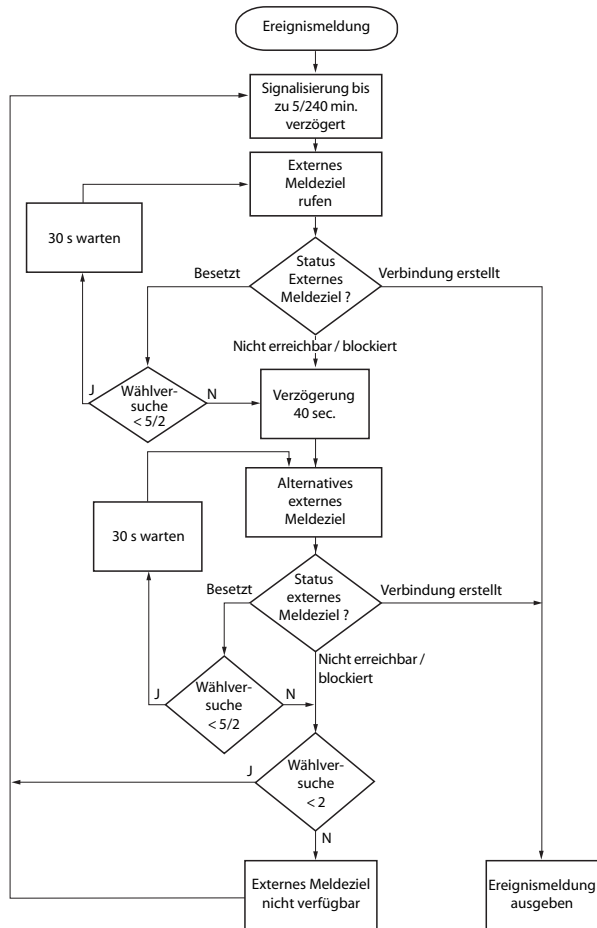 Ereignismeldung
Signalisierung bis
zu 5/240 min.
verzögert
Externes
Meldeziel
rufen
30 s warten
Status
Externes
Meldeziel ?
Besetzt
Verbindung erstellt
Nicht erreichbar / blockiert
J
Wählver-
suche
< 5/2
N
Verzögerung
40 sec.
Alternatives
externes
Meldeziel
30 s warten
Status
externes
Meldeziel ?
Besetzt
Verbindung erstellt
Nicht erreichbar /
blockiert
J
Wählver-
suche
< 5/2
N
J
Wählver-
suche
< 2
N
Externes Meldeziel
nicht verfügbar
Ereignismeldung
ausgeben